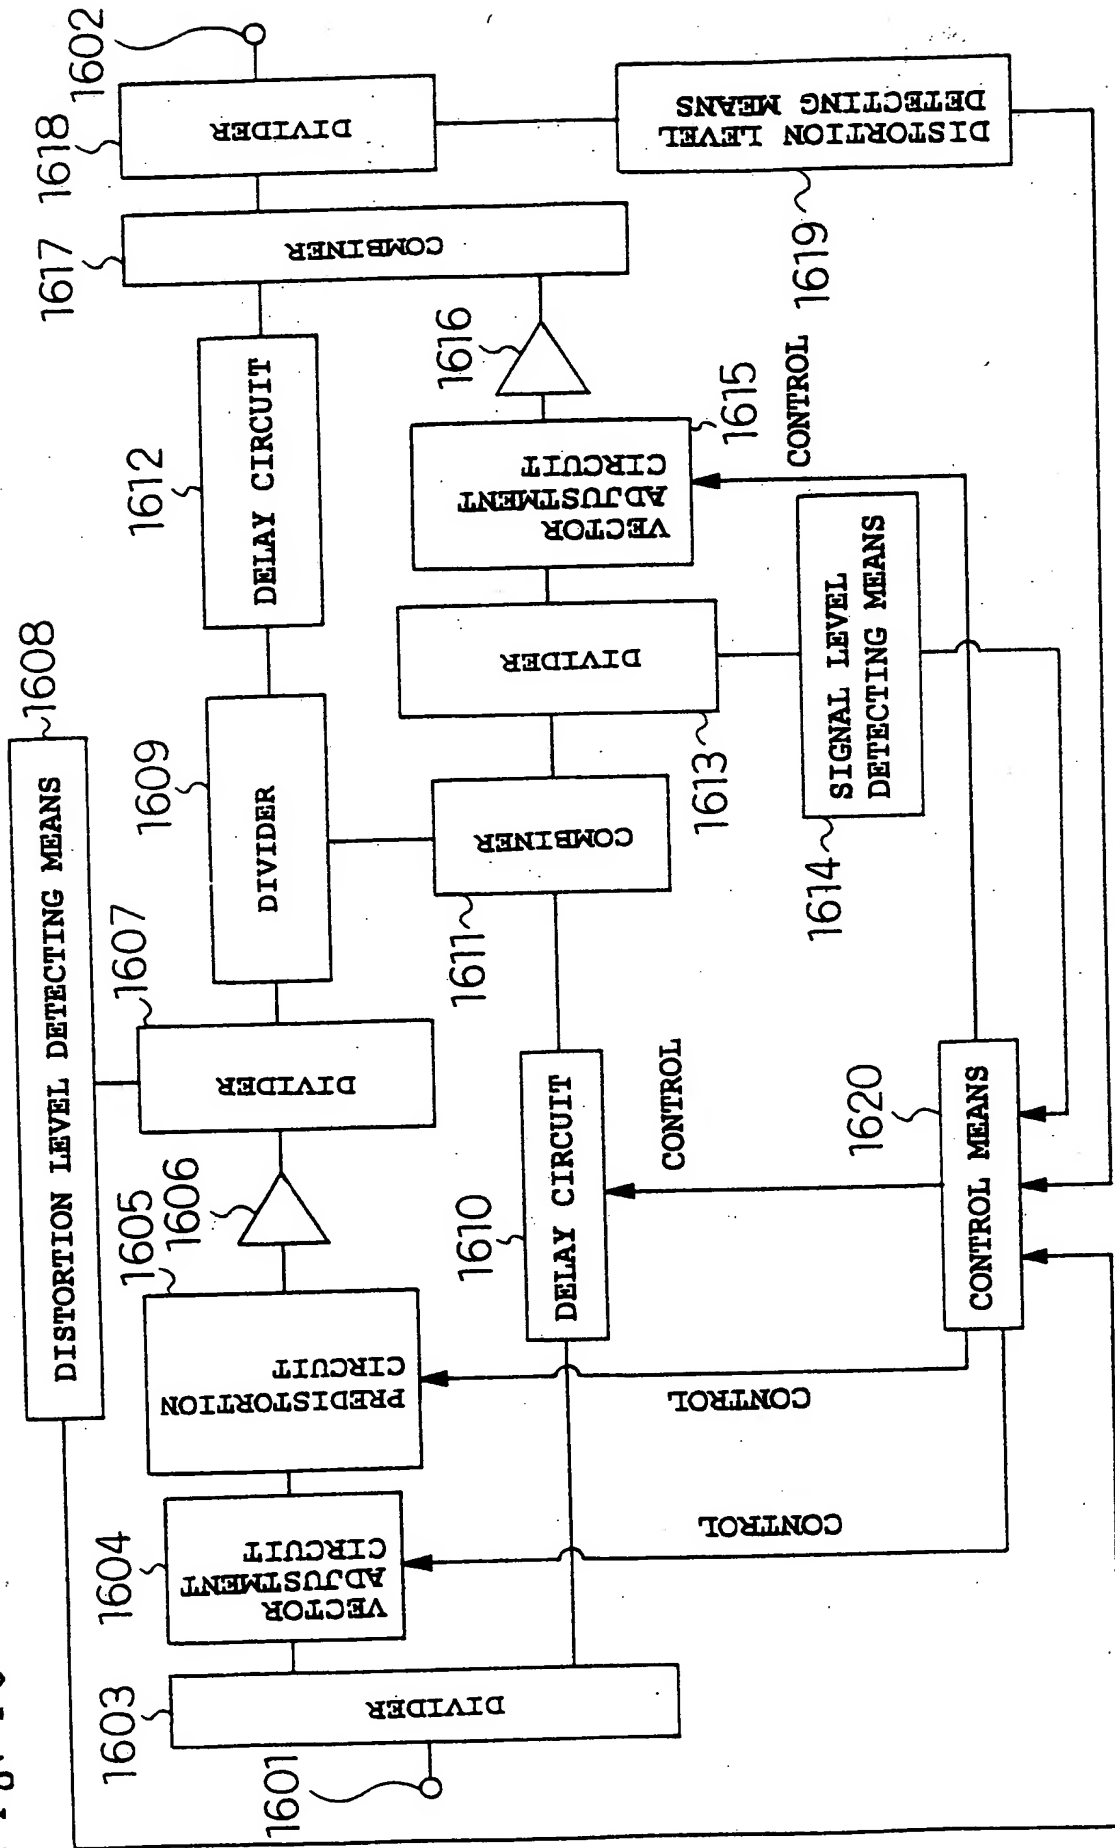 1608
DISTORTION LEVEL DETECTING MEANS
1602
1618
DIVIDER
1617
COMBINER
1612
DELAY CIRCUIT
1609
DIVIDER
1607
DIVIDER
1606
1605
PREDISTORTION
CIRCUIT
1604
VECTOR
ADJUSTMENT
CIRCUIT
1603
DIVIDER
1601
1616
1615
VECTOR
ADJUSTMENT
CIRCUIT
CONTROL
1613
DIVIDER
1611
COMBINER
1610
DELAY CIRCUIT
CONTROL
1619
DISTORTION LEVEL
DETECTING MEANS
1614
SIGNAL LEVEL
DETECTING MEANS
1620
CONTROL MEANS
CONTROL
CONTROL